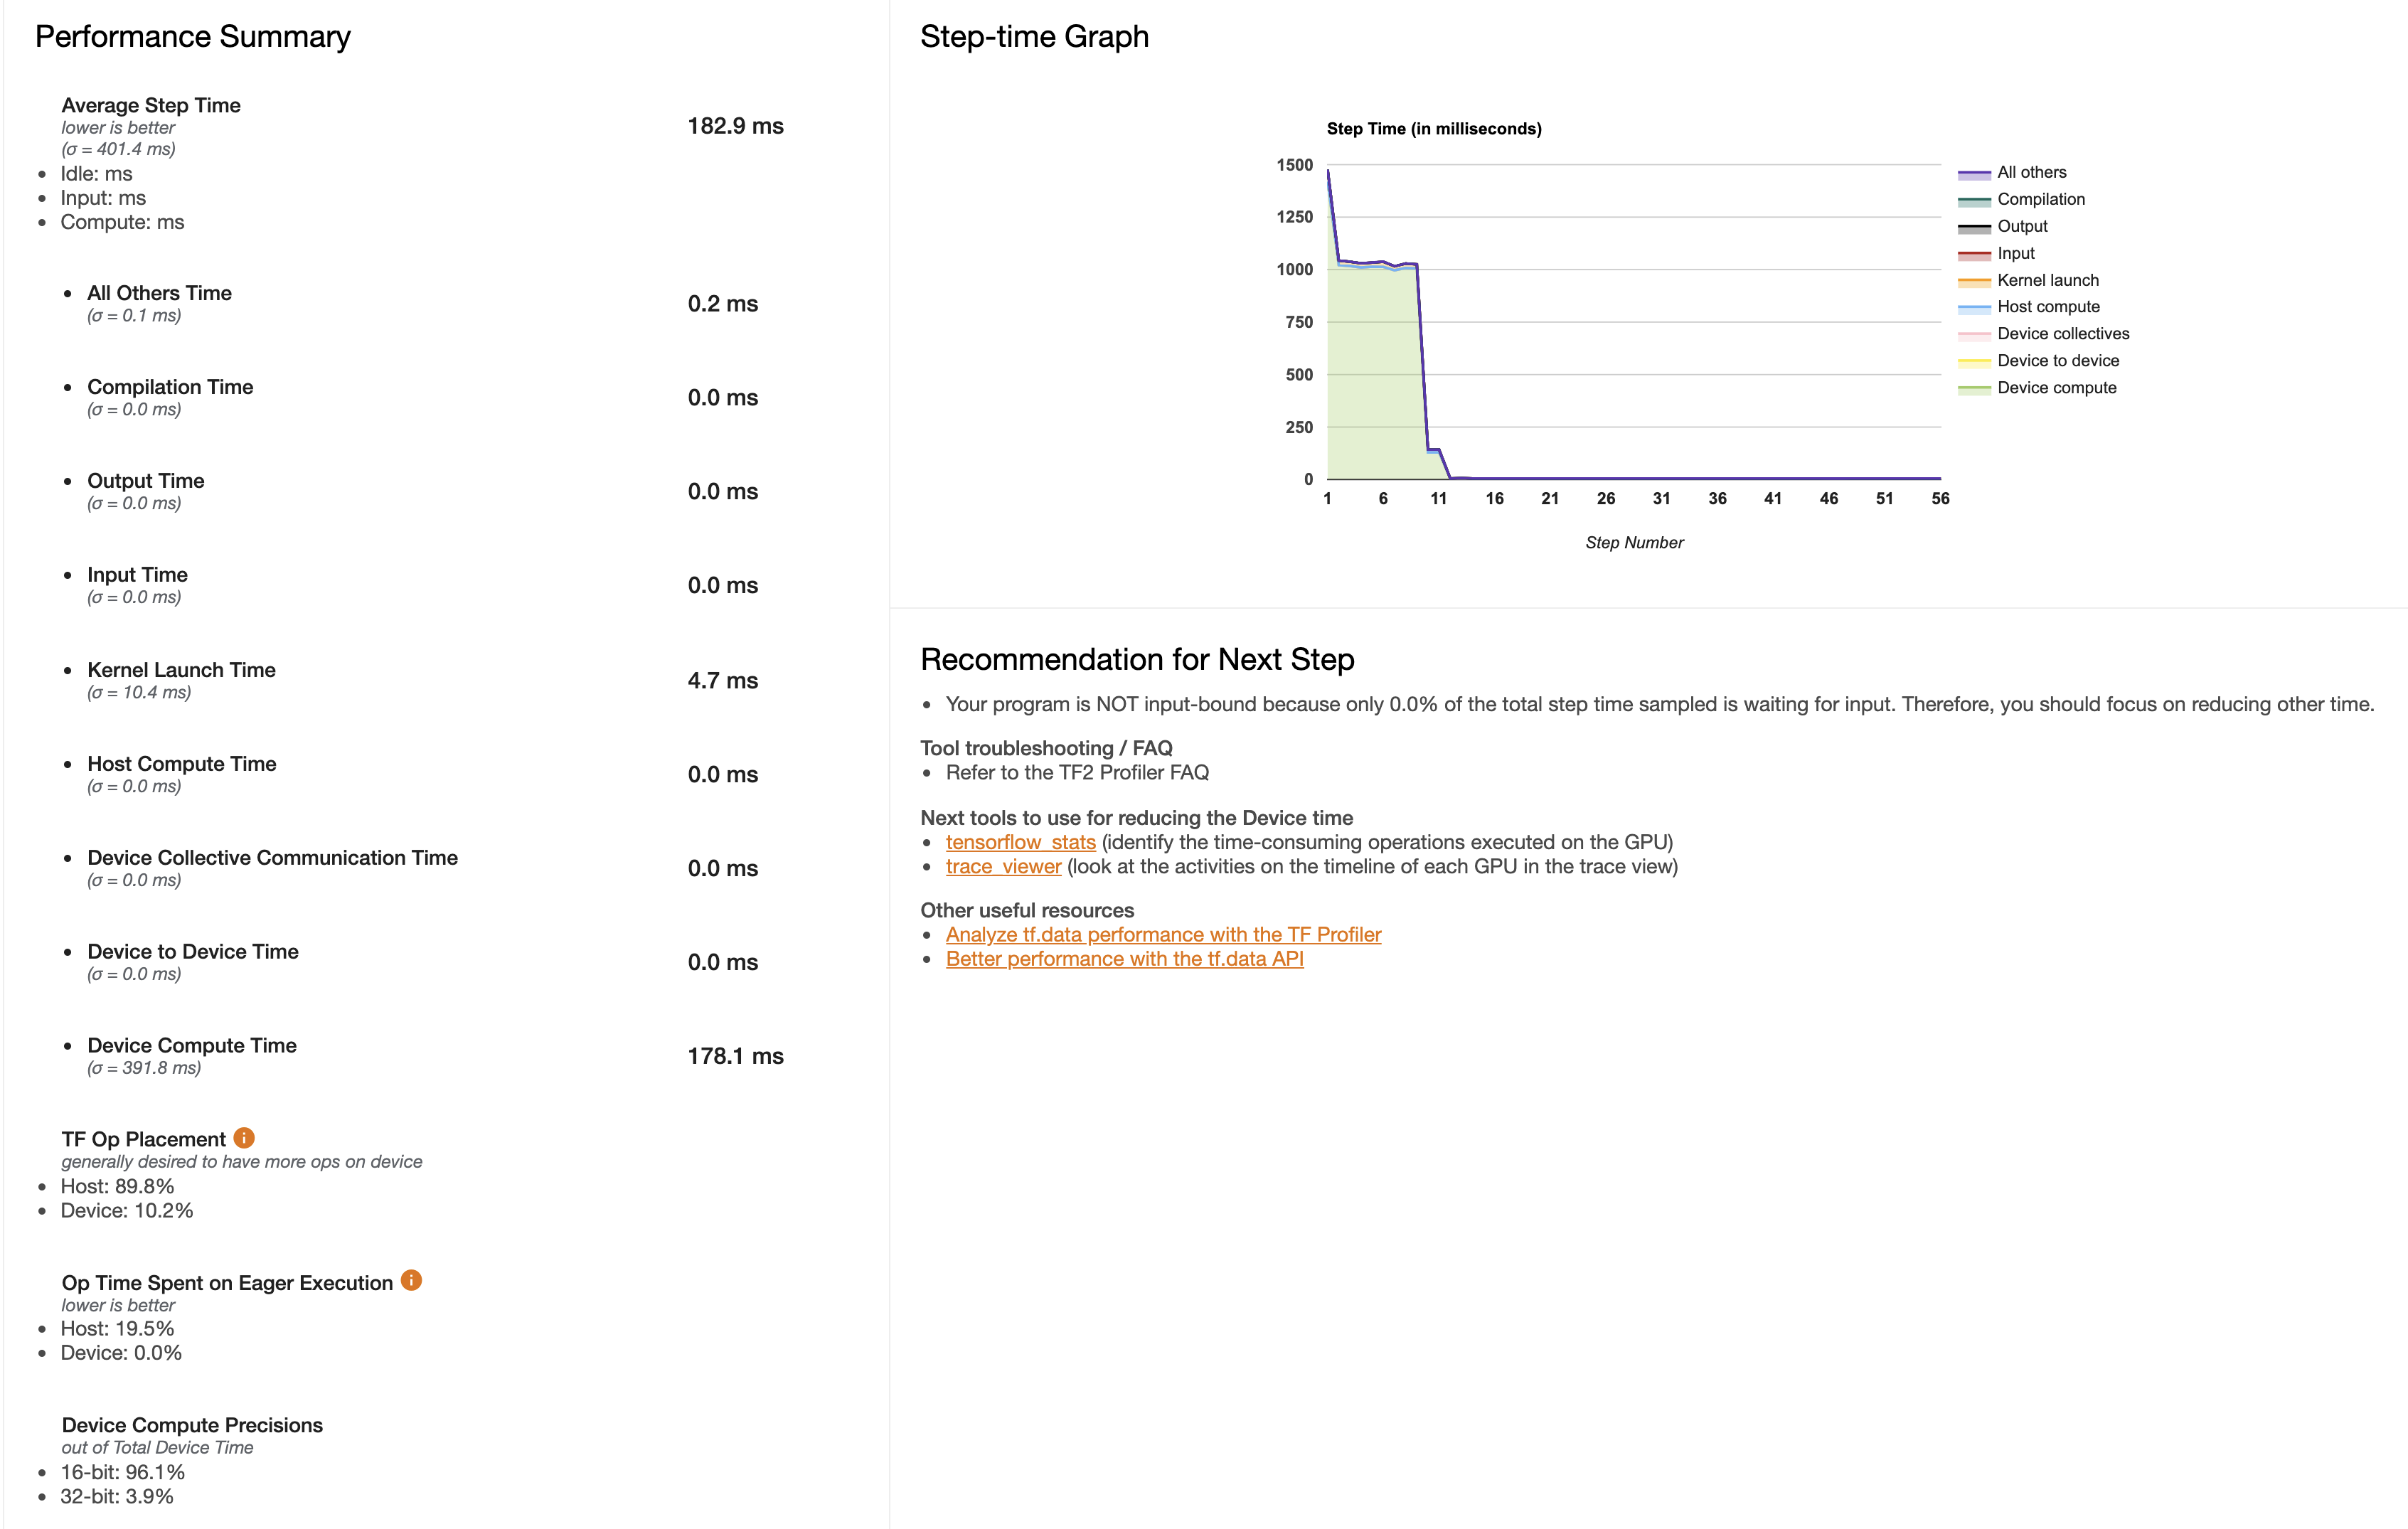 Performance Summary
Average Step Time
lower is better
(σ = 401.4 ms)
182.9 ms
Idle: ms
Input: ms
Compute: ms
All Others Time
(σ = 0.1 ms)
0.2 ms
Compilation Time
(σ = 0.0 ms)
0.0 ms
Output Time
(σ = 0.0 ms)
0.0 ms
Input Time
(σ = 0.0 ms)
0.0 ms
Kernel Launch Time
(σ = 10.4 ms)
4.7 ms
Host Compute Time
(σ = 0.0 ms)
0.0 ms
Device Collective Communication Time
(σ = 0.0 ms)
0.0 ms
Device to Device Time
(σ = 0.0 ms)
0.0 ms
Device Compute Time
(σ = 391.8 ms)
178.1 ms
TF Op Placement
generally desired to have more ops on device
Host: 89.8%
Device: 10.2%
Op Time Spent on Eager Execution
lower is better
Host: 19.5%
Device: 0.0%
Device Compute Precisions
out of Total Device Time
16-bit: 96.1%
32-bit: 3.9%
Step-time Graph
Step Time (in milliseconds)
1500
1250
1000
750
500
250
0
1 6 11 16 21 26 31 36 41 46 51 56
Step Number
All others
Compilation
Output
Input
Kernel launch
Host compute
Device collectives
Device to device
Device compute
Recommendation for Next Step
Your program is NOT input-bound because only 0.0% of the total step time sampled is waiting for input. Therefore, you should focus on reducing other time.
Tool troubleshooting / FAQ
Refer to the TF2 Profiler FAQ
Next tools to use for reducing the Device time
tensorflow_stats (identify the time-consuming operations executed on the GPU)
trace_viewer (look at the activities on the timeline of each GPU in the trace view)
Other useful resources
Analyze tf.data performance with the TF Profiler
Better performance with the tf.data API